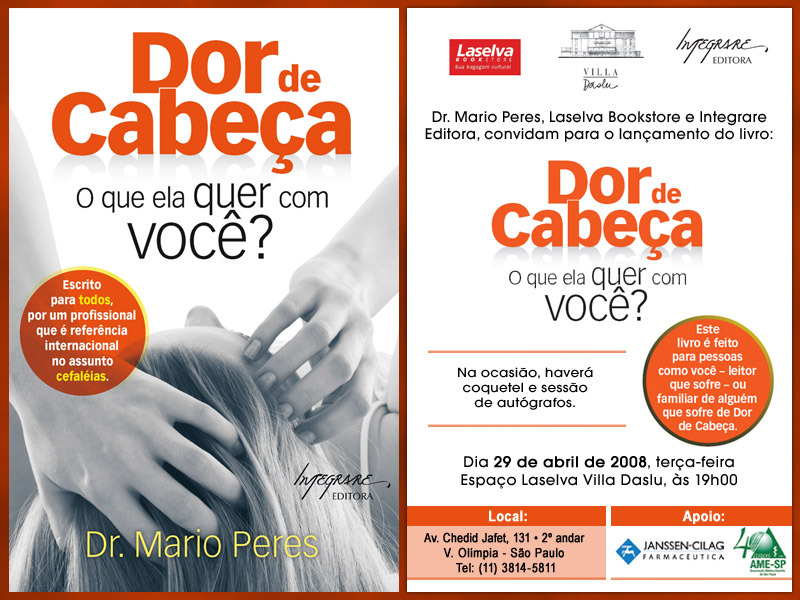 Dor de
Cabeça
O que ela quer com
você?
Escrito
para todos,
por um profissional
que é referência
internacional
no assunto
cefaléias.
Integrare
EDITORA
Dr. Mario Peres
Laselva
BOOKSTORE
Sua bagagem cultural
VILLA
Daslu
Integrare
EDITORA
Dr. Mario Peres, Laselva Bookstore e Integrare
Editora, convidam para o lançamento do livro:
Dor de
Cabeça
O que ela quer com
você?
Este
livro é feito
para pessoas
como você – leitor
que sofre – ou
familiar de alguém
que sofre de Dor
de Cabeça.
Na ocasião, haverá
coquetel e sessão
de autógrafos.
Dia 29 de abril de 2008, terça-feira
Espaço Laselva Villa Daslu, às 19h00
Local:
Av. Chedid Jafet, 131 • 2º andar
V. Olimpia - São Paulo
Tel: (11) 3814-5811
Apoio:
JANSSEN-CILAG
FARMACÊUTICA
40
AME-SP